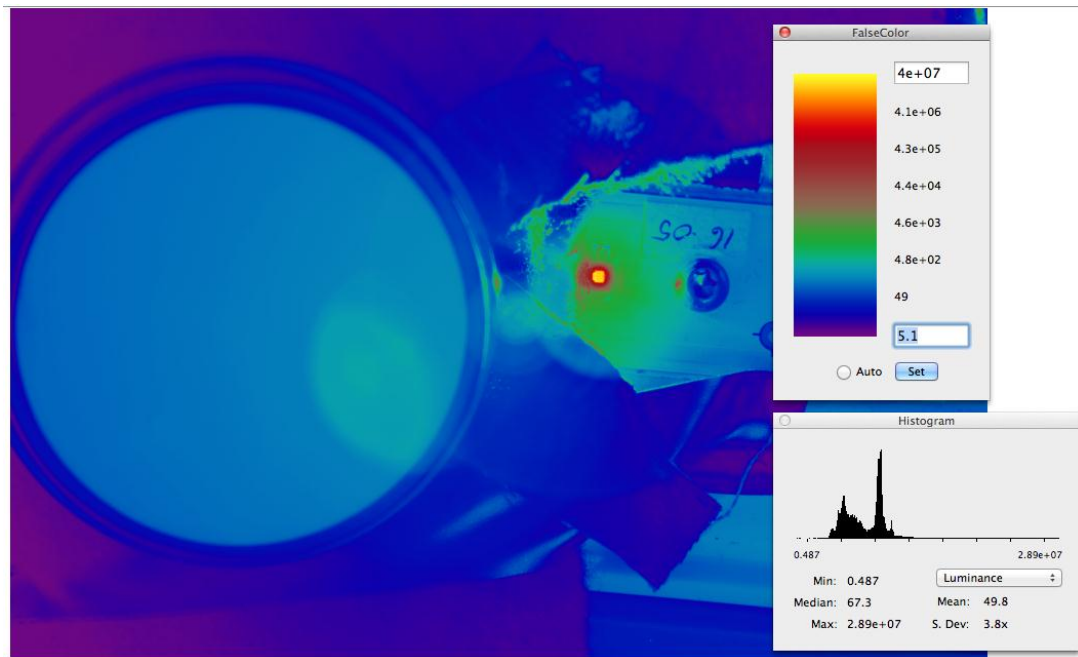 FalseColor
4e+07
4.1e+06
4.3e+05
4.4e+04
4.6e+03
4.8e+02
49
5.1
Auto Set
16-05
Histogram
0.487 2.89e+07
Min: 0.487 Luminance
Median: 67.3 Mean: 49.8
Max: 2.89e+07 S. Dev: 3.8x